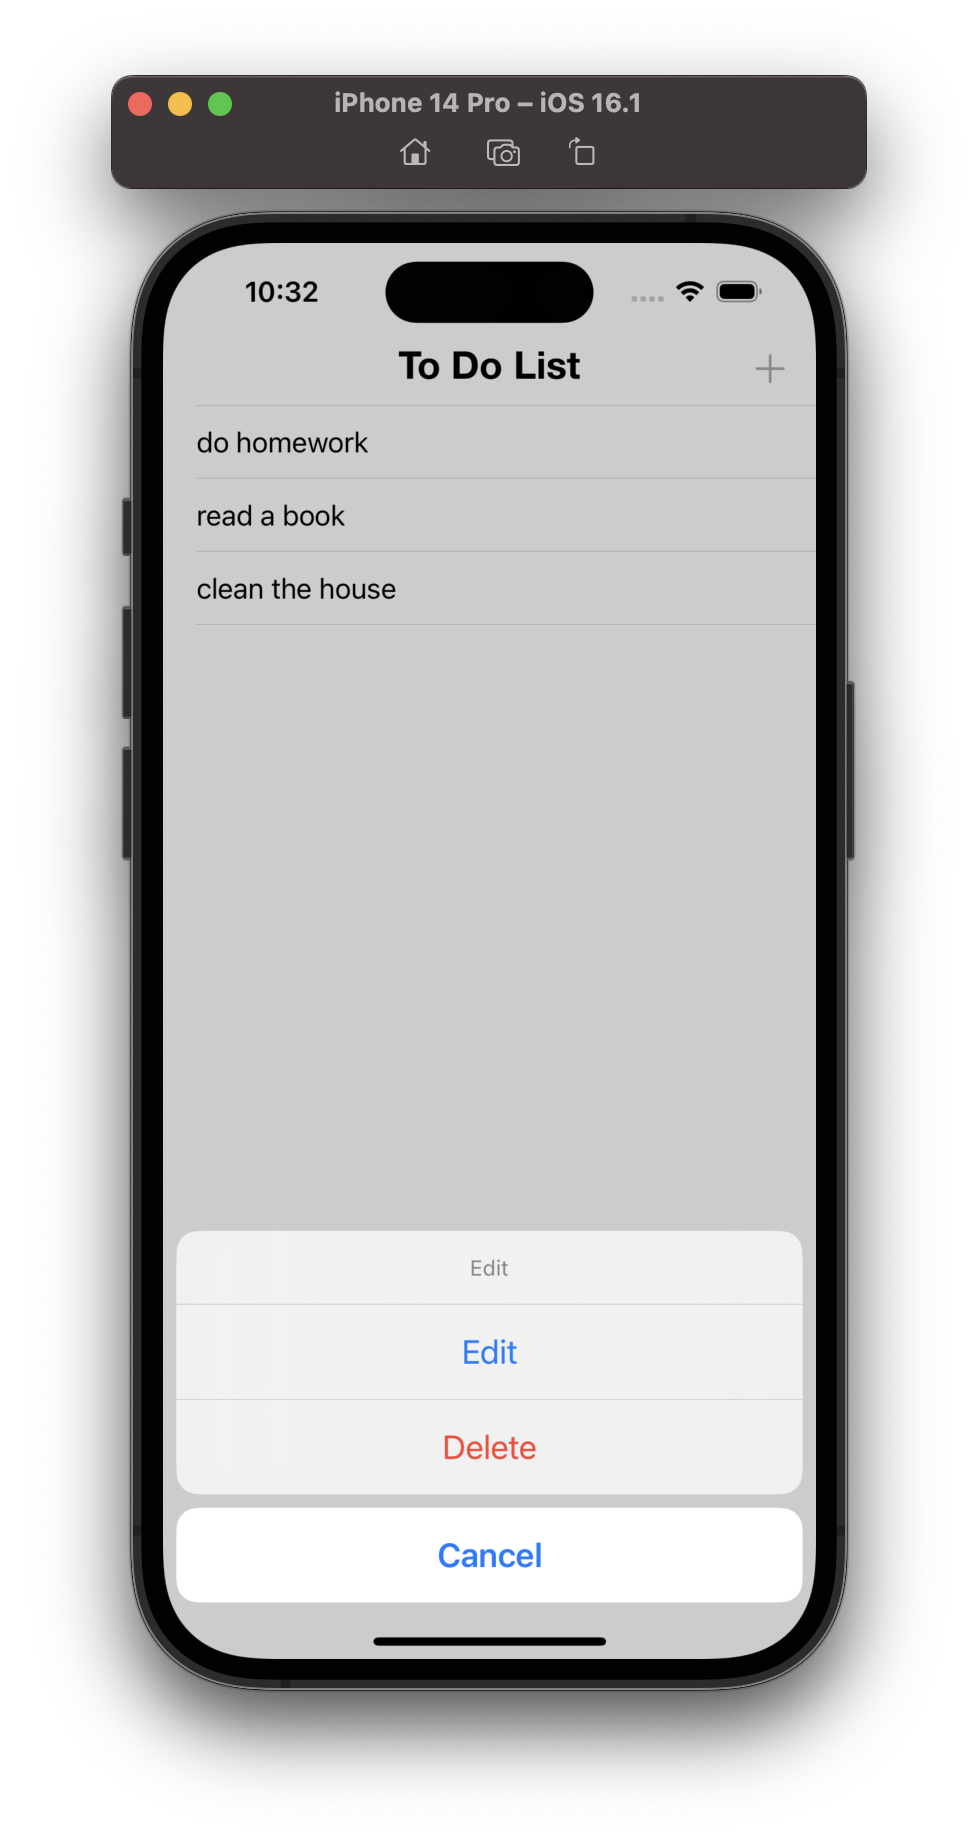 iPhone 14 Pro – iOS 16.1
10:32
To Do List
do homework
read a book
clean the house
Edit
Edit
Delete
Cancel